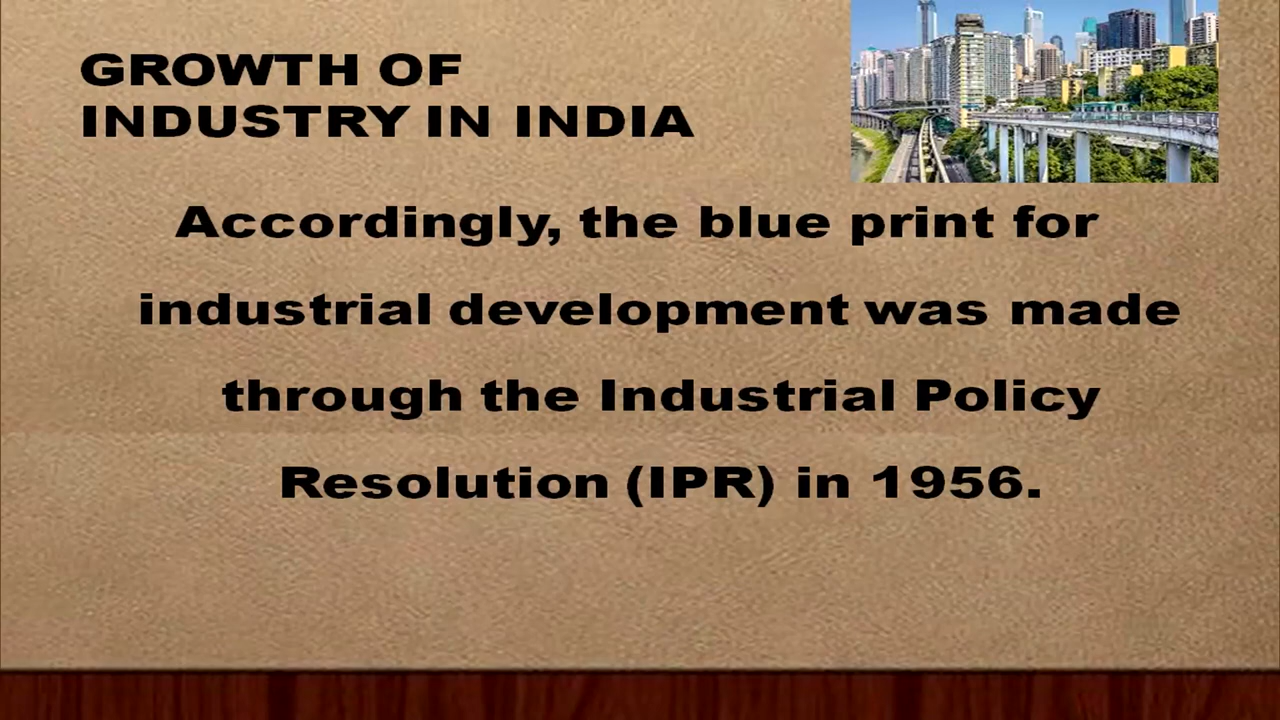 GROWTH OF
INDUSTRY IN INDIA
Accordingly, the blue print for
industrial development was made
through the Industrial Policy
Resolution (IPR) in 1956.